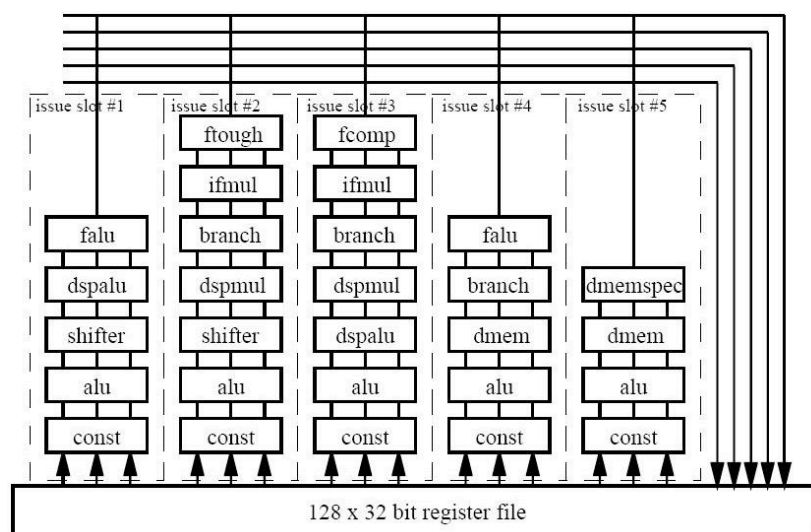 issue slot #1 issue slot #2 issue slot #3 issue slot #4 issue slot #5
ftough fcomp
ifmul ifmul
falu branch branch falu
dspalu dspmul dspmul branch dmemspec
shifter shifter dspalu dmem dmem
alu alu alu alu alu
const const const const const
128 x 32 bit register file